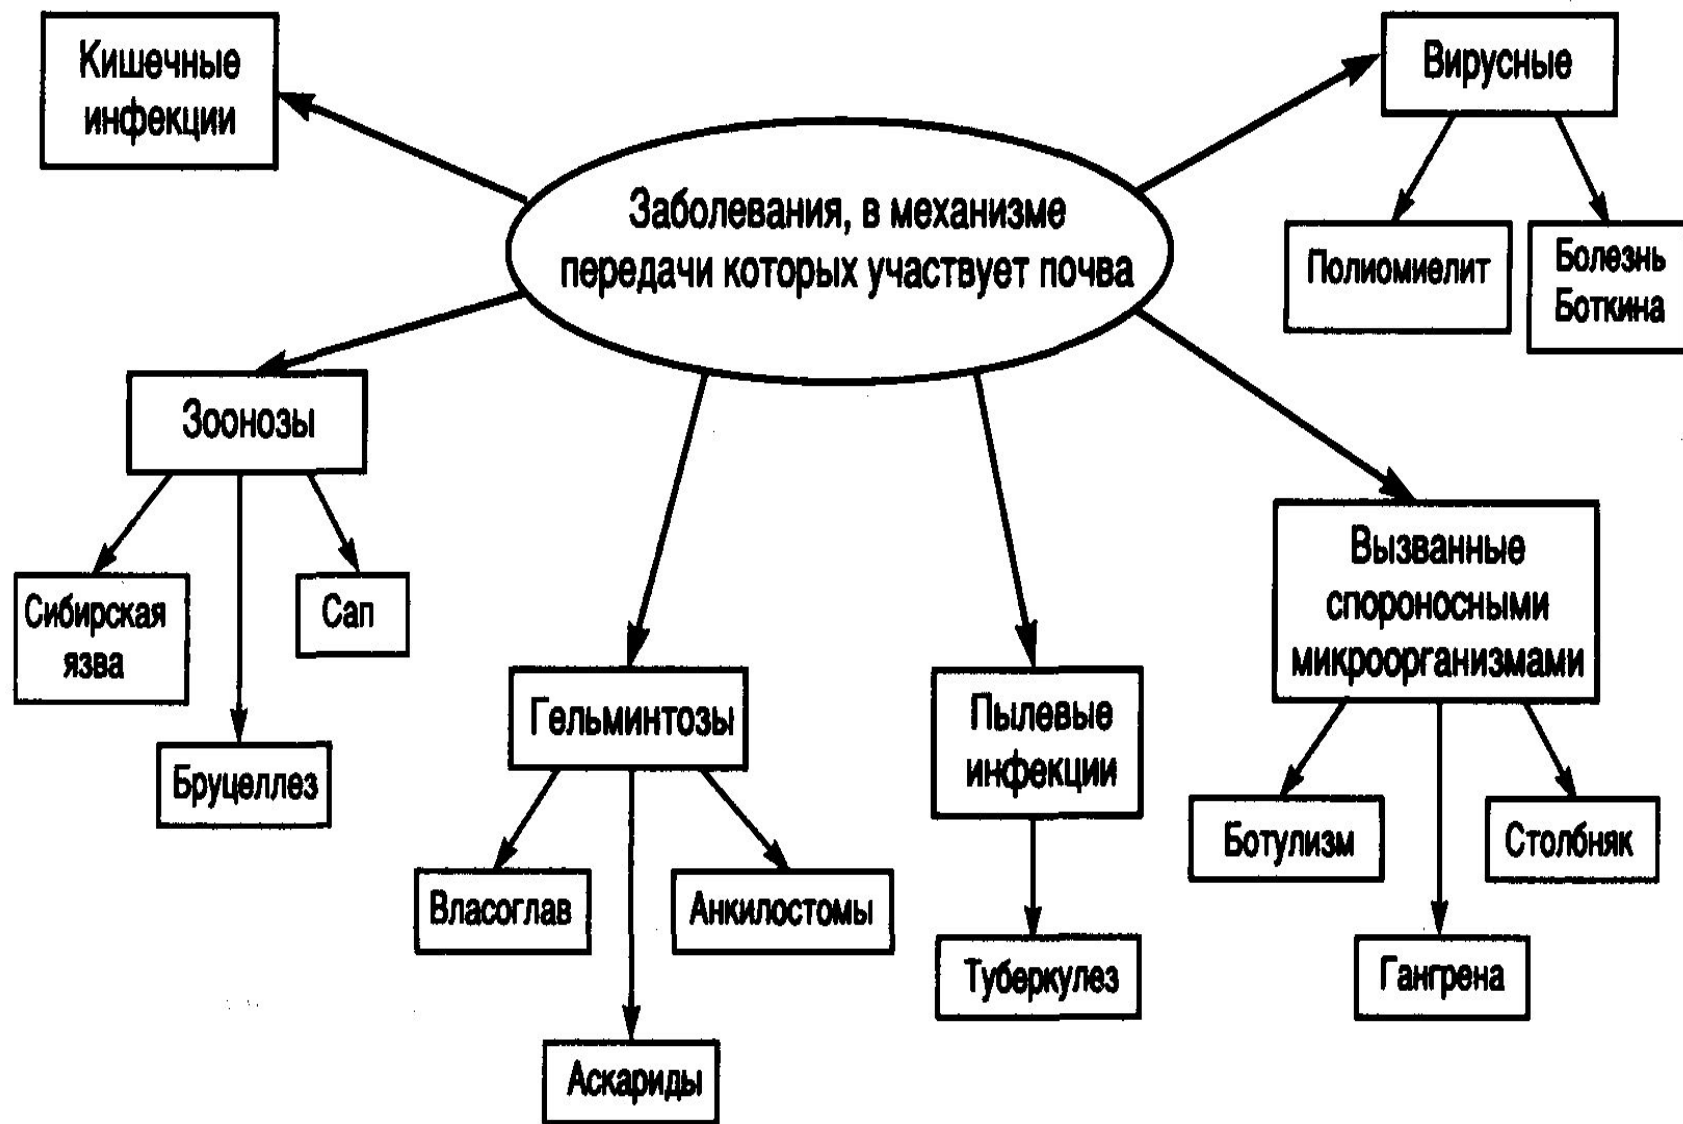 Кишечные
инфекции
Вирусные
Заболевания, в механизме
передачи которых участвует почва
Полиомиелит
Болезнь
Боткина
Зоонозы
Сибирская
язва
Сап
Бруцеллез
Гельминтозы
Власоглав
Анкилостомы
Аскариды
Пылевые
инфекции
Туберкулез
Вызванные
спороносными
микроорганизмами
Ботулизм
Столбняк
Гангрена